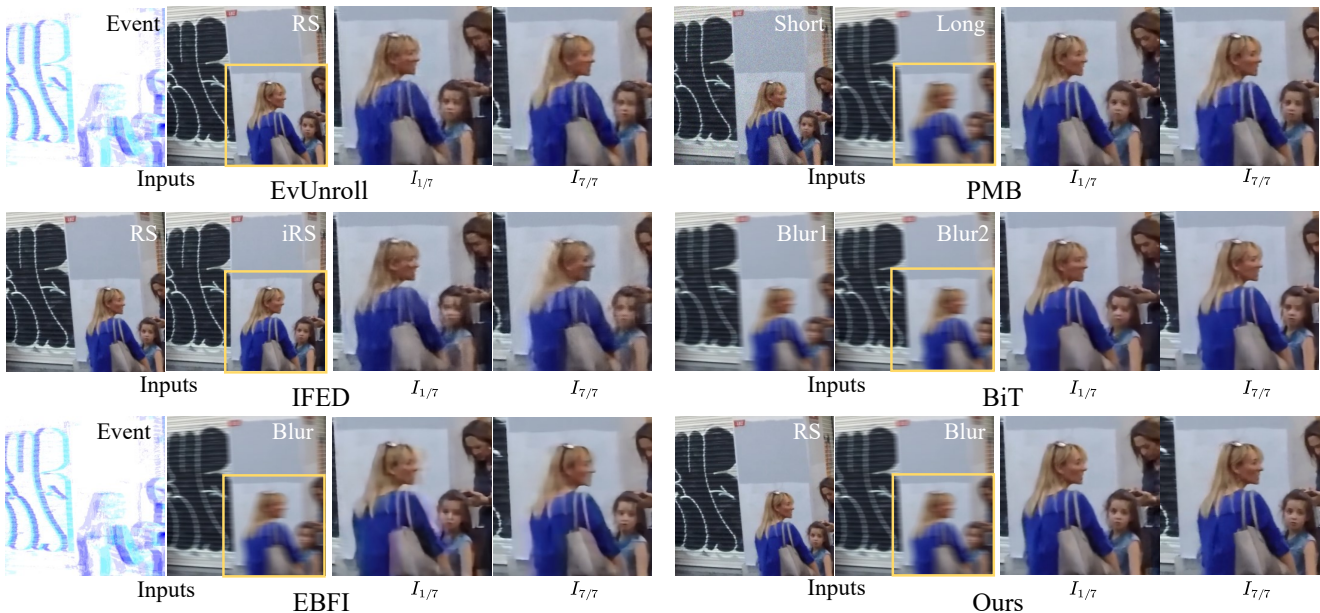 Event RS Short Long
Inputs I1/7 I7/7 Inputs I1/7 I7/7
EvUnroll PMB
RS iRS Blur1 Blur2
Inputs I1/7 I7/7 Inputs I1/7 I7/7
IFED BiT
Event Blur RS Blur
Inputs I1/7 I7/7 Inputs I1/7 I7/7
EBFI Ours